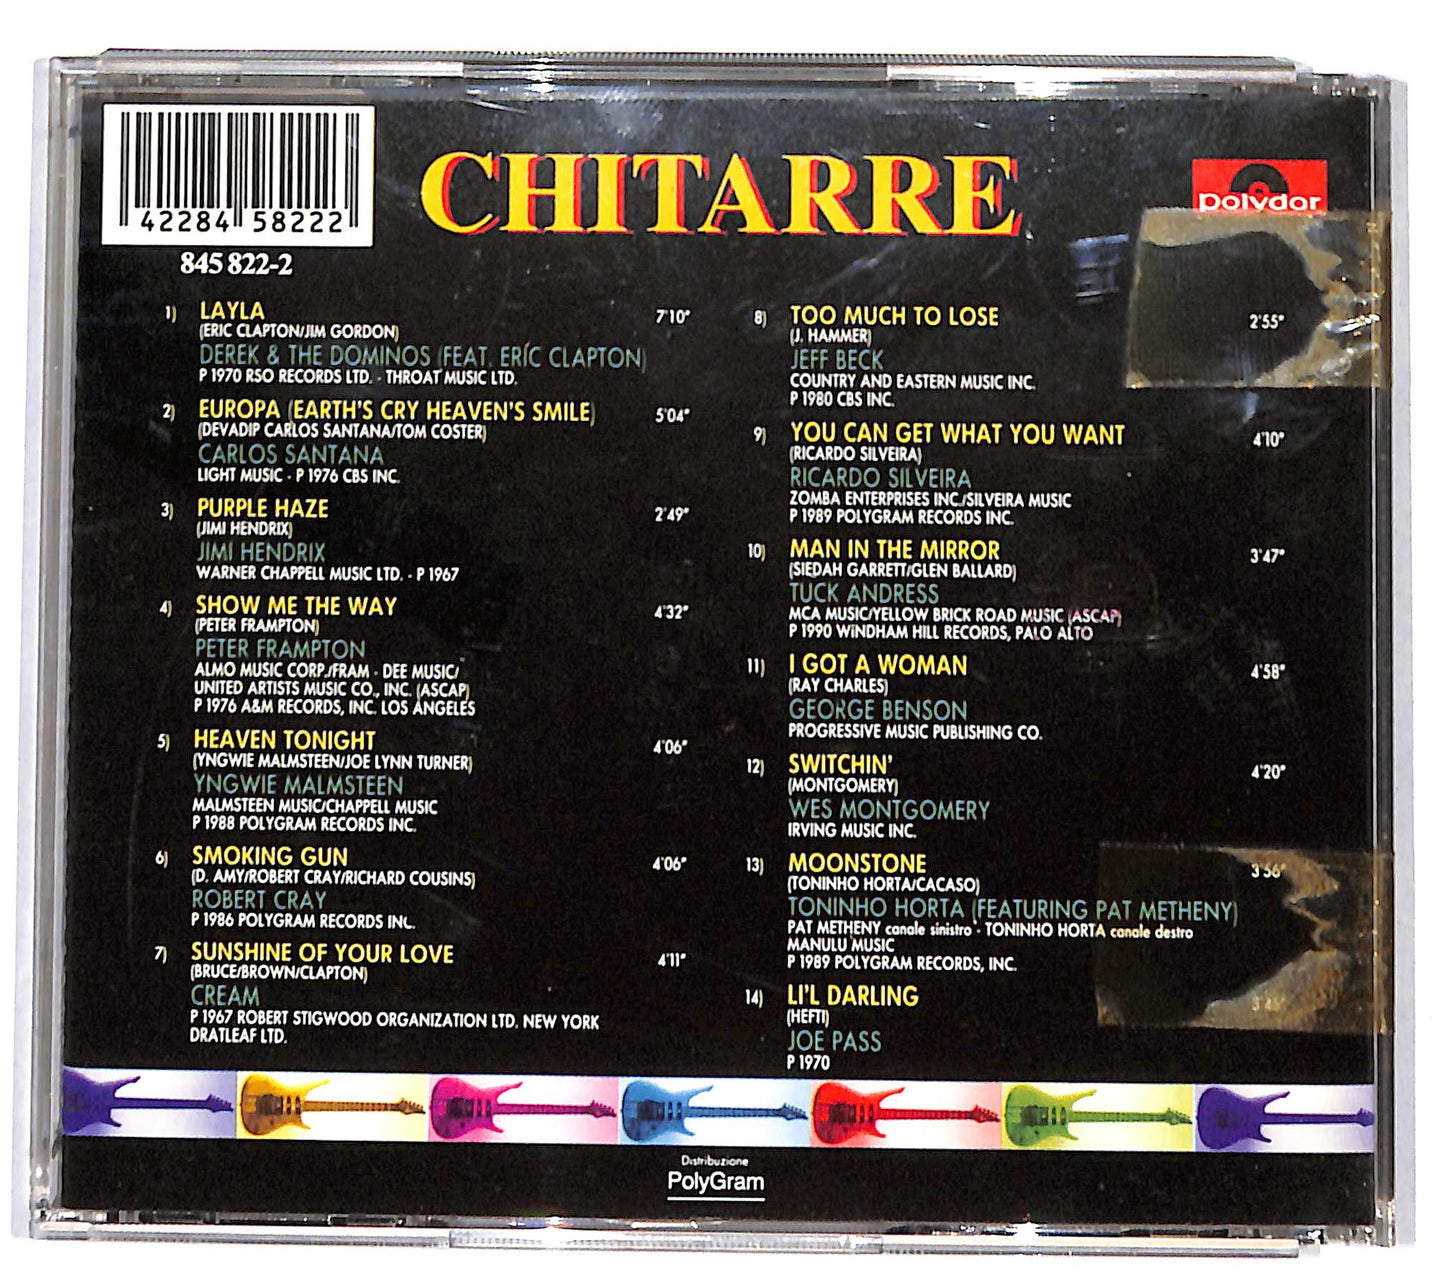 CHITARRE
polydor
42284 58222
845 822-2
1) LAYLA 7'10"
(ERIC CLAPTON/JIM GORDON)
DEREK & THE DOMINOS (FEAT. ERÍC CLAPTON)
P 1970 RSO RECORDS LTD. - THROAT MUSIC LTD.
2) EUROPA (EARTH'S CRY HEAVEN'S SMILE) 5'04"
(DEVADIP CARLOS SANTANA/TOM COSTER)
CARLOS SANTANA
LIGHT MUSIC - P 1976 CBS INC.
3) PURPLE HAZE 2'49"
(JIMI HENDRIX)
JIMI HENDRIX
WARNER CHAPPELL MUSIC LTD. - P 1967
4) SHOW ME THE WAY 4'32"
(PETER FRAMPTON)
PETER FRAMPTON
ALMO MUSIC CORP./FRAM - DEE MUSIC/
UNITED ARTISTS MUSIC CO., INC. (ASCAP)
P 1976 A&M RECORDS, INC. LOS ANGELES
5) HEAVEN TONIGHT 4'06"
(YNGWIE MALMSTEEN/JOE LYNN TURNER)
YNGWIE MALMSTEEN
MALMSTEEN MUSIC/CHAPPELL MUSIC
P 1988 POLYGRAM RECORDS INC.
6) SMOKING GUN 4'06"
(D. AMY/ROBERT CRAY/RICHARD COUSINS)
ROBERT CRAY
P 1986 POLYGRAM RECORDS INC.
7) SUNSHINE OF YOUR LOVE 4'11"
(BRUCE/BROWN/CLAPTON)
CREAM
P 1967 ROBERT STIGWOOD ORGANIZATION LTD. NEW YORK
DRATLEAF LTD.
8) TOO MUCH TO LOSE 2'55"
(J. HAMMER)
JEFF BECK
COUNTRY AND EASTERN MUSIC INC.
P 1980 CBS INC.
9) YOU CAN GET WHAT YOU WANT 4'10"
(RICARDO SILVEIRA)
RICARDO SILVEIRA
ZOMBA ENTERPRISES INC./SILVEIRA MUSIC
P 1989 POLYGRAM RECORDS INC.
10) MAN IN THE MIRROR 3'47"
(SIEDAH GARRETT/GLEN BALLARD)
TUCK ANDRESS
MCA MUSIC/YELLOW BRICK ROAD MUSIC (ASCAP)
P 1990 WINDHAM HILL RECORDS, PALO ALTO
11) I GOT A WOMAN 4'58"
(RAY CHARLES)
GEORGE BENSON
PROGRESSIVE MUSIC PUBLISHING CO.
12) SWITCHIN' 4'20"
(MONTGOMERY)
WES MONTGOMERY
IRVING MUSIC INC.
13) MOONSTONE 3'56"
(TONINHO HORTA/CACASO)
TONINHO HORTA (FEATURING PAT METHENY)
PAT METHENY canale sinistro - TONINHO HORTA canale destro
MANULU MUSIC
P 1989 POLYGRAM RECORDS, INC.
14) LI'L DARLING
(HEFTI)
JOE PASS
P 1970
Distribuzione
PolyGram